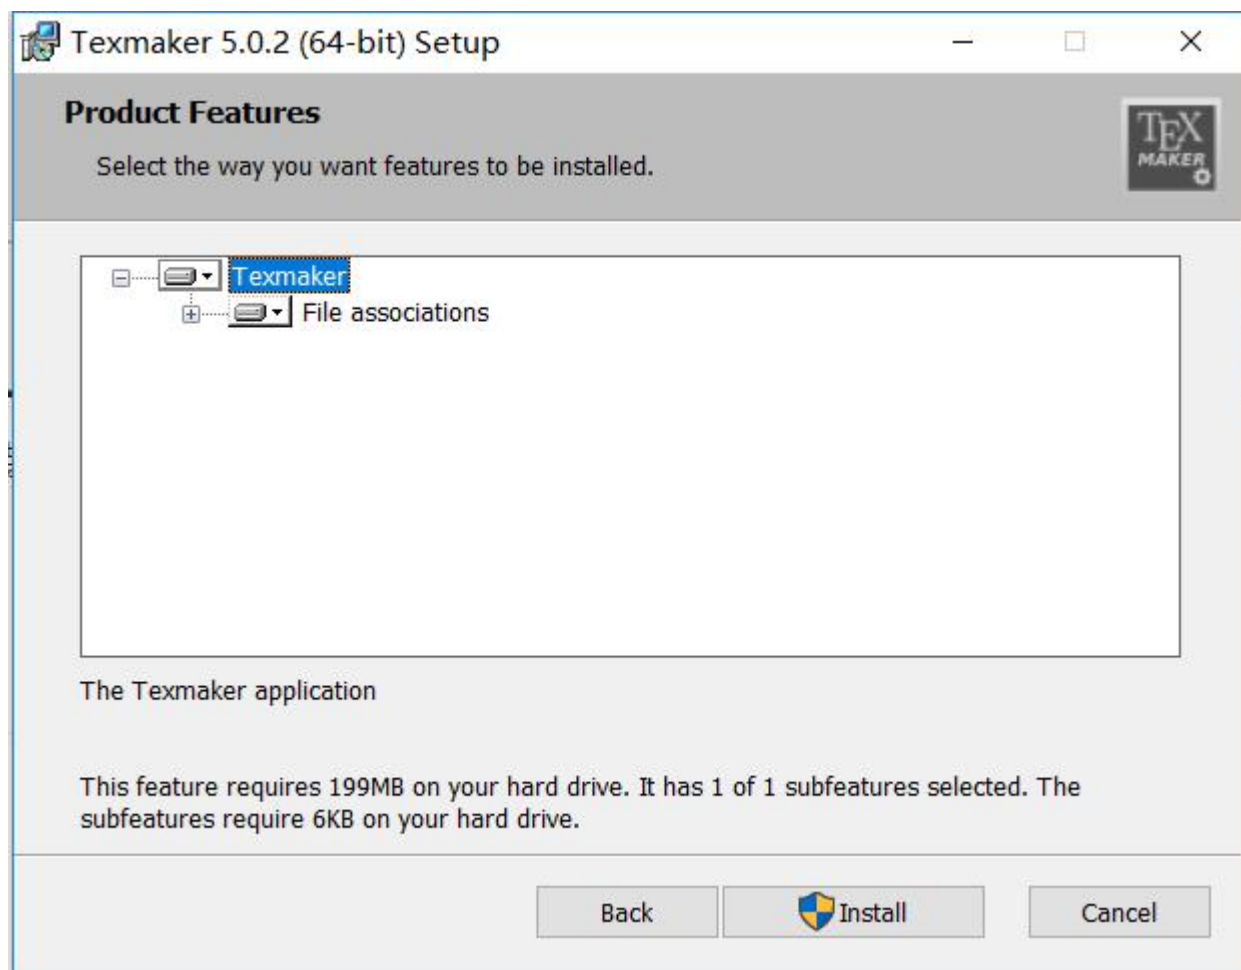 Texmaker 5.0.2 (64-bit) Setup
Product Features
Select the way you want features to be installed.
TEX
MAKER
Texmaker
File associations
The Texmaker application
This feature requires 199MB on your hard drive. It has 1 of 1 subfeatures selected. The
subfeatures require 6KB on your hard drive.
Back
Install
Cancel